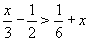 x/3 − 1/2 > 1/6 + x